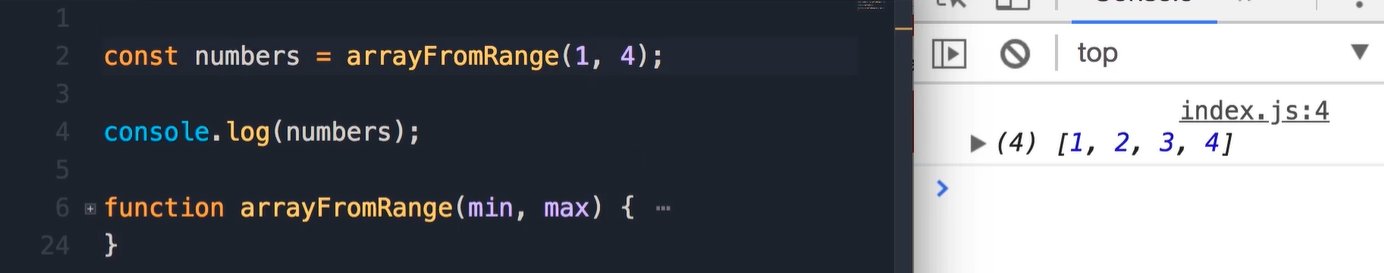 1
2 const numbers = arrayFromRange(1, 4);
3
4 console.log(numbers);
5
6 function arrayFromRange(min, max) { ⋯
24 }
top
index.js:4
(4) [1, 2, 3, 4]